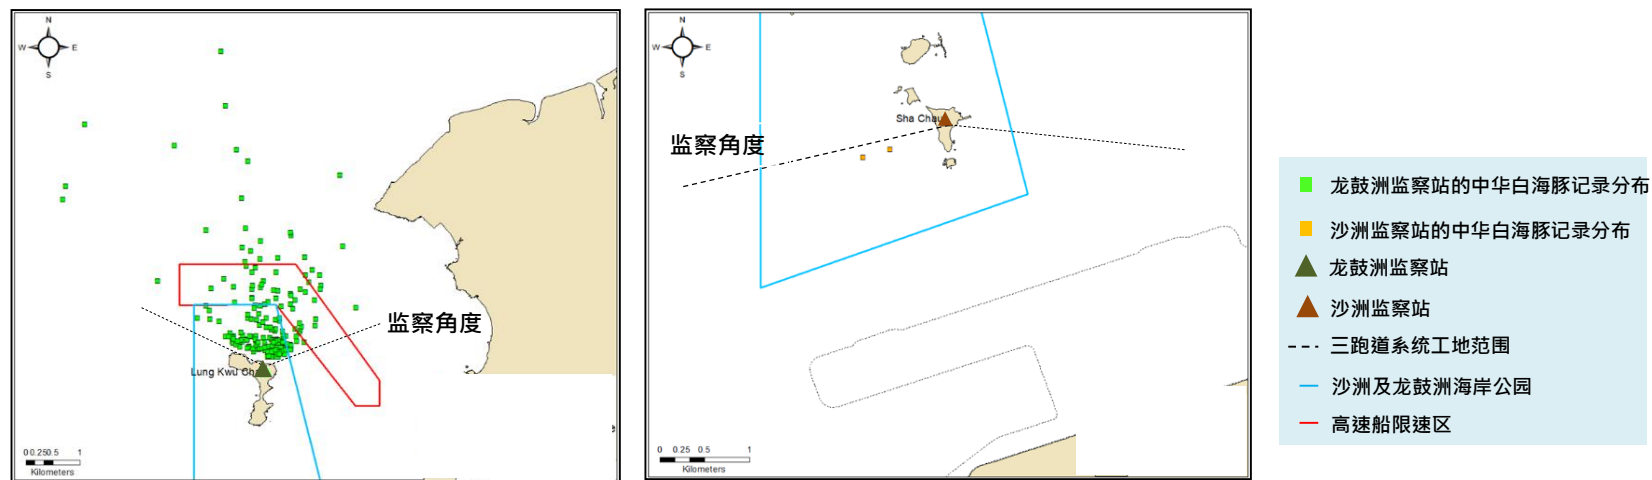 N
W
E
S
监察角度
Lung Kwu Ch
0 0.25 0.5 1
Kilometers
N
W
E
S
监察角度
Sha Chau
0 0.25 0.5 1
Kilometers
龙鼓洲监察站的中华白海豚记录分布
沙洲监察站的中华白海豚记录分布
龙鼓洲监察站
沙洲监察站
三跑道系统工地范围
沙洲及龙鼓洲海岸公园
高速船限速区